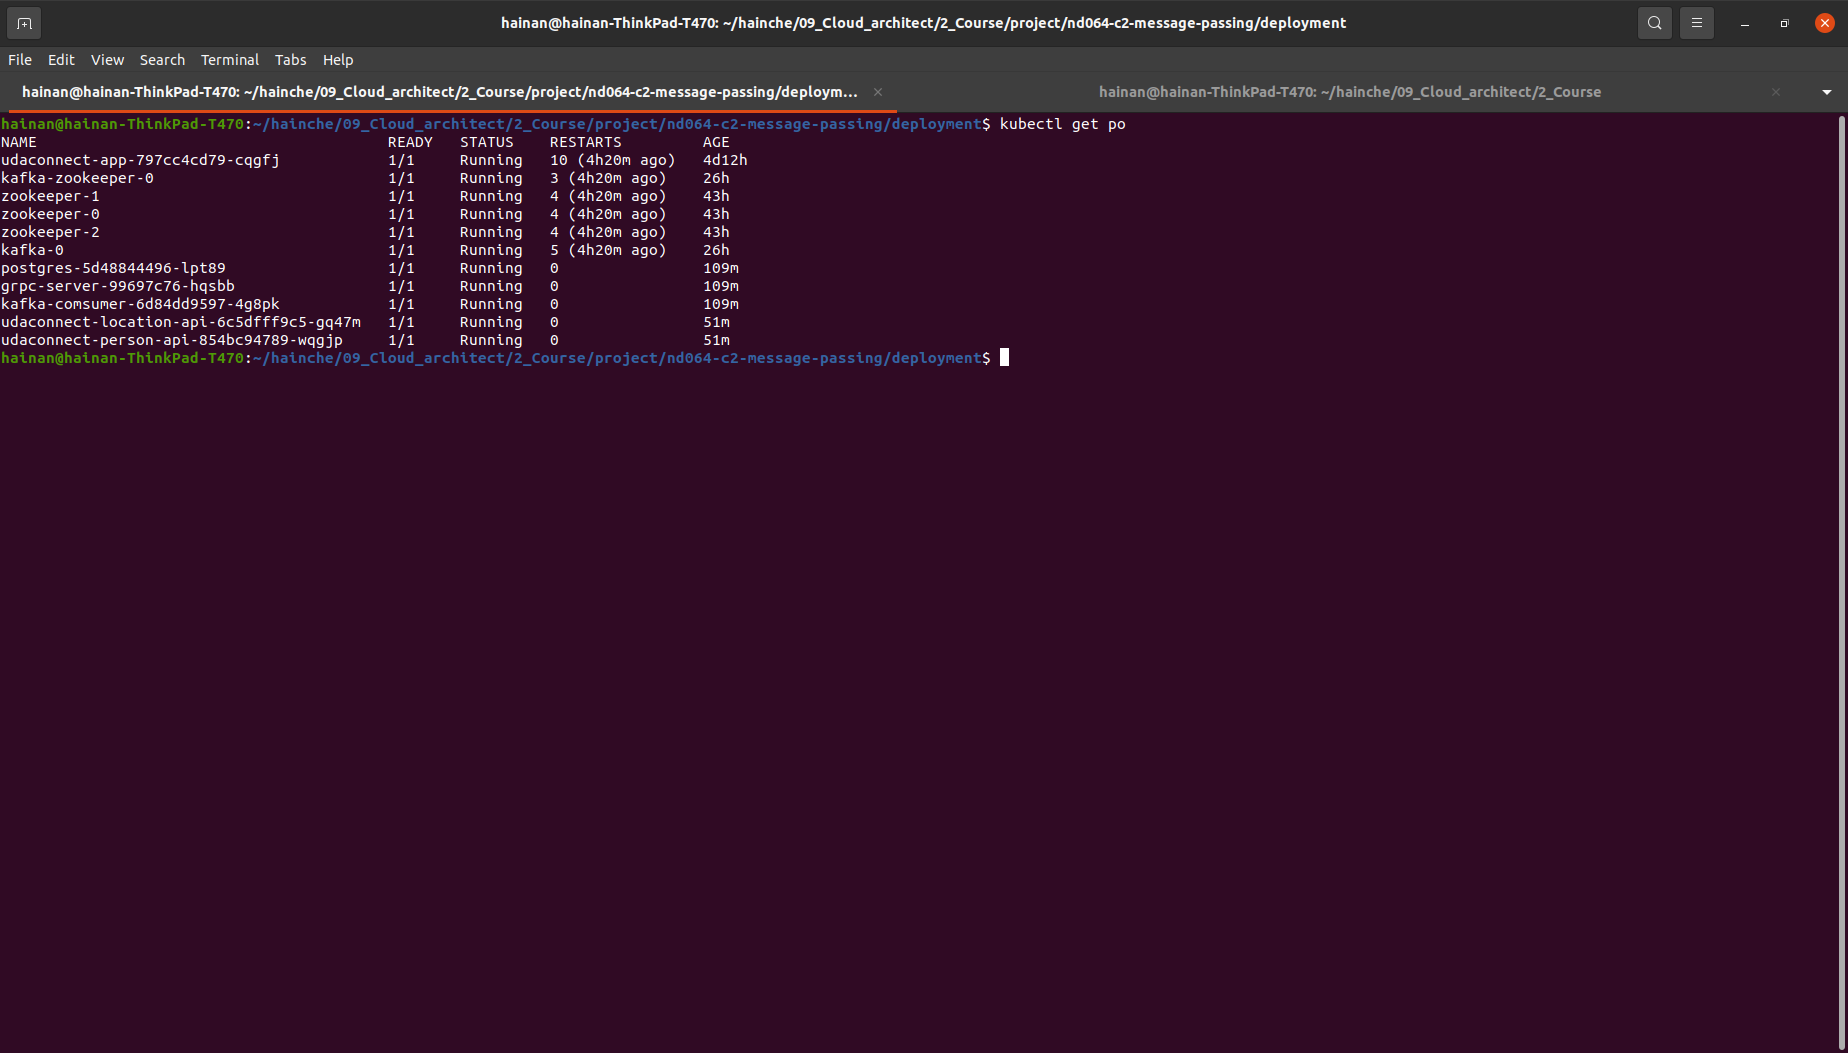 hainan@hainan-ThinkPad-T470: ~/hainche/09_Cloud_architect/2_Course/project/nd064-c2-message-passing/deployment
File Edit View Search Terminal Tabs Help
hainan@hainan-ThinkPad-T470: ~/hainche/09_Cloud_architect/2_Course/project/nd064-c2-message-passing/deploym... hainan@hainan-ThinkPad-T470: ~/hainche/09_Cloud_architect/2_Course
hainan@hainan-ThinkPad-T470:~/hainche/09_Cloud_architect/2_Course/project/nd064-c2-message-passing/deployment$ kubectl get po
NAME READY STATUS RESTARTS AGE
udaconnect-app-797cc4cd79-cqgfj 1/1 Running 10 (4h20m ago) 4d12h
kafka-zookeeper-0 1/1 Running 3 (4h20m ago) 26h
zookeeper-1 1/1 Running 4 (4h20m ago) 43h
zookeeper-0 1/1 Running 4 (4h20m ago) 43h
zookeeper-2 1/1 Running 4 (4h20m ago) 43h
kafka-0 1/1 Running 5 (4h20m ago) 26h
postgres-5d48844496-lpt89 1/1 Running 0 109m
grpc-server-99697c76-hqsbb 1/1 Running 0 109m
kafka-comsumer-6d84dd9597-4g8pk 1/1 Running 0 109m
udaconnect-location-api-6c5dfff9c5-gq47m 1/1 Running 0 51m
udaconnect-person-api-854bc94789-wqgjp 1/1 Running 0 51m
hainan@hainan-ThinkPad-T470:~/hainche/09_Cloud_architect/2_Course/project/nd064-c2-message-passing/deployment$